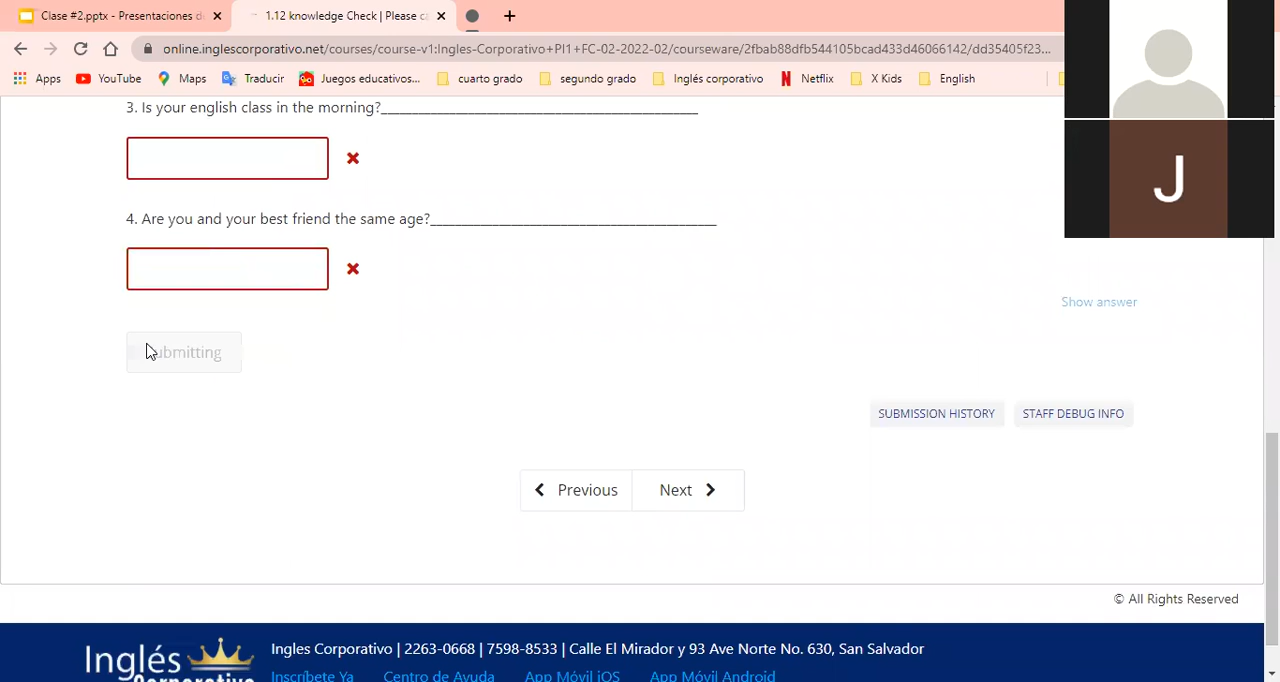 Clase #2.pptx - Presentaciones d
1.12 knowledge Check | Please ca
online.inglescorporativo.net/courses/course-v1:Ingles-Corporativo+PI1+FC-02-2022-02/courseware/2fbab88dfb544105bcad433d46066142/dd35405f23...
Apps YouTube Maps Traducir Juegos educativos... cuarto grado segundo grado Inglés corporativo Netflix X Kids English
3. Is your english class in the morning?
4. Are you and your best friend the same age?
Show answer
Submitting
SUBMISSION HISTORY STAFF DEBUG INFO
Previous Next
© All Rights Reserved
Inglés Corporativo
Ingles Corporativo | 2263-0668 | 7598-8533 | Calle El Mirador y 93 Ave Norte No. 630, San Salvador
Inscríbete Ya Centro de Ayuda App Móvil iOS App Móvil Android
J